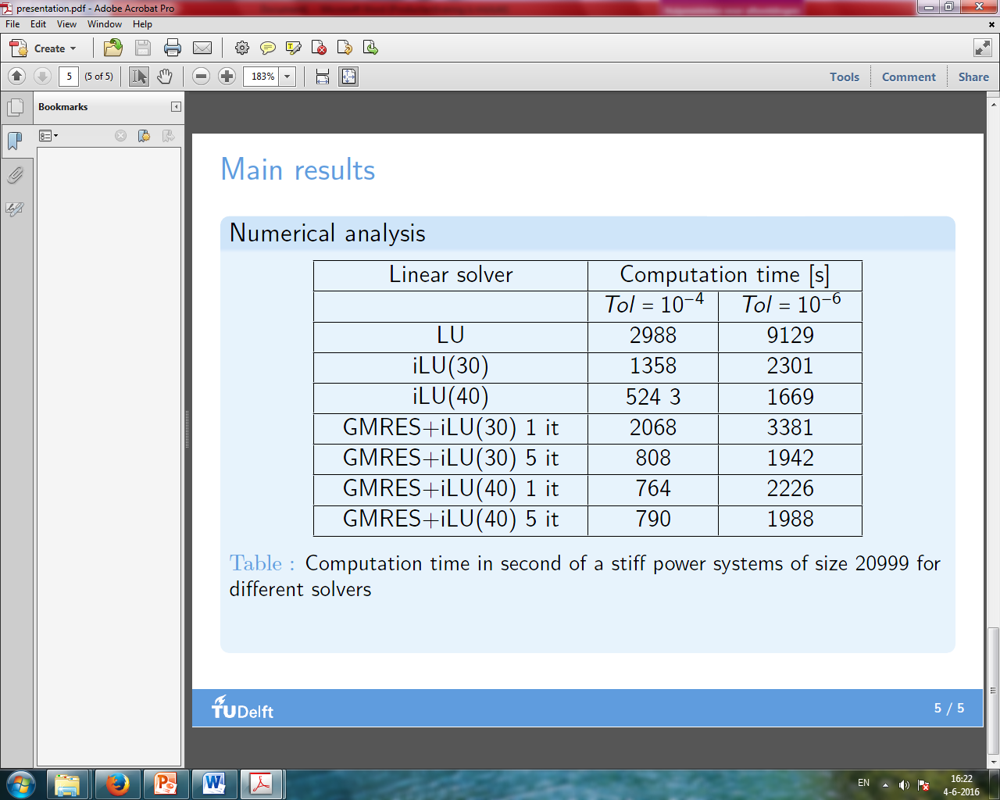 presentation.pdf - Adobe Acrobat Pro
File Edit View Window Help
Create
5 (5 of 5) 183% Tools Comment Share
Bookmarks
Main results
Numerical analysis
Linear solver Computation time [s]
Tol = 10⁻⁴ Tol = 10⁻⁶
LU 2988 9129
iLU(30) 1358 2301
iLU(40) 524 3 1669
GMRES+iLU(30) 1 it 2068 3381
GMRES+iLU(30) 5 it 808 1942
GMRES+iLU(40) 1 it 764 2226
GMRES+iLU(40) 5 it 790 1988
Table : Computation time in second of a stiff power systems of size 20999 for
different solvers
TU Delft 5 / 5
EN 16:22
4-6-2016